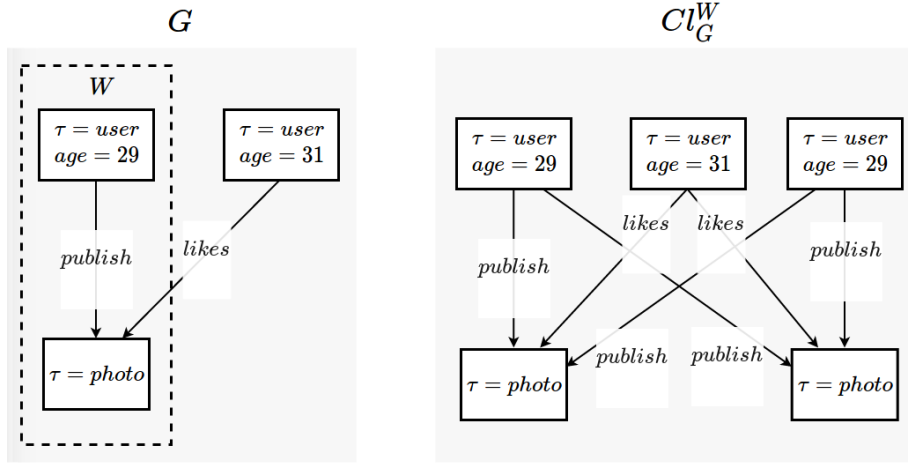 G
W
τ = user
age = 29
τ = user
age = 31
publish
likes
τ = photo
Cl_G^W
τ = user
age = 29
τ = user
age = 31
τ = user
age = 29
likes
likes
publish
publish
publish
publish
τ = photo
τ = photo